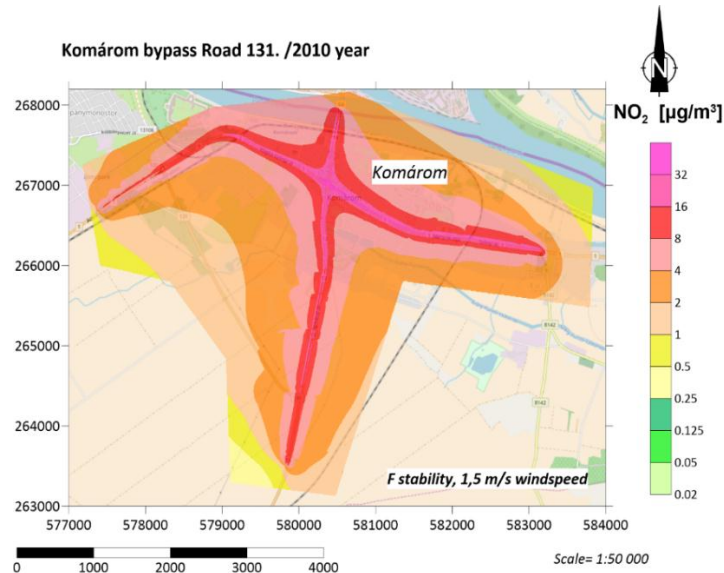 Komárom bypass Road 131. /2010 year
N
NO₂ [µg/m³]
268000
267000
266000
265000
264000
263000
Komárom
32
16
8
4
2
1
0.5
0.25
0.125
0.05
0.02
F stability, 1,5 m/s windspeed
577000 578000 579000 580000 581000 582000 583000 584000
0 1000 2000 3000 4000
Scale= 1:50 000